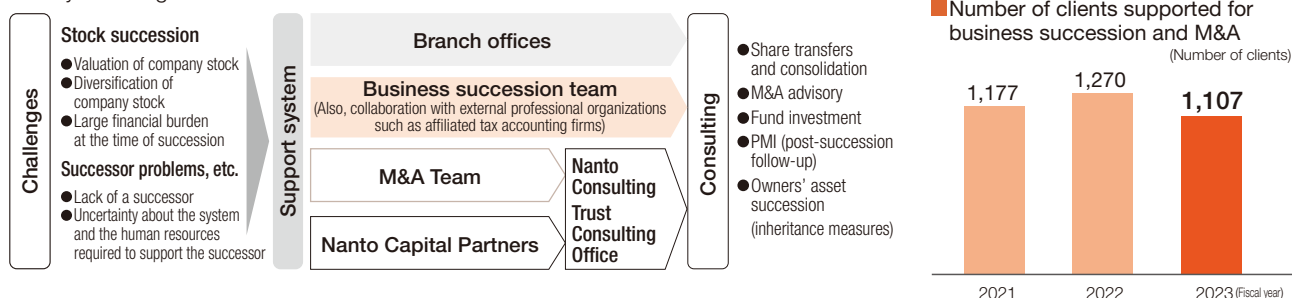 Challenges
Stock succession
●Valuation of company stock
●Diversification of
company stock
●Large financial burden
at the time of succession
Successor problems, etc.
●Lack of a successor
●Uncertainty about the system
and the human resources
required to support the successor
Support system
Branch offices
Business succession team
(Also, collaboration with external professional organizations
such as affiliated tax accounting firms)
M&A Team
Nanto Capital Partners
Nanto
Consulting
Trust
Consulting
Office
Consulting
●Share transfers
and consolidation
●M&A advisory
●Fund investment
●PMI (post-succession
follow-up)
●Owners' asset
succession
(inheritance measures)
Number of clients supported for
business succession and M&A
(Number of clients)
1,177
1,270
1,107
2021
2022
2023 (Fiscal year)